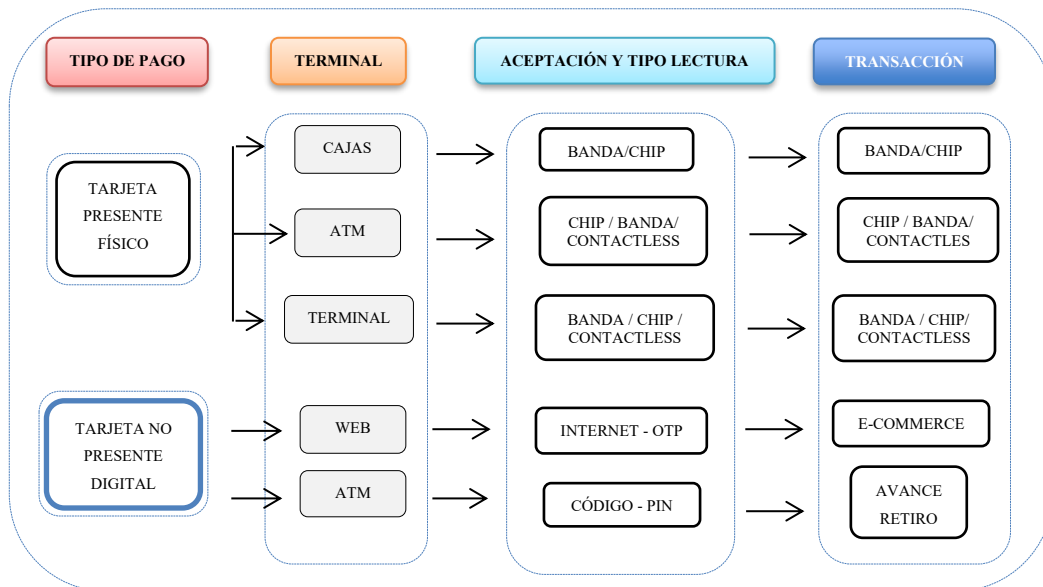 TIPO DE PAGO
TERMINAL
ACEPTACIÓN Y TIPO LECTURA
TRANSACCIÓN
TARJETA
PRESENTE
FÍSICO
CAJAS
BANDA/CHIP
BANDA/CHIP
ATM
CHIP / BANDA/
CONTACTLESS
CHIP / BANDA/
CONTACTLES
TERMINAL
BANDA / CHIP /
CONTACTLESS
BANDA / CHIP/
CONTACTLESS
TARJETA NO
PRESENTE
DIGITAL
WEB
INTERNET - OTP
E-COMMERCE
ATM
CÓDIGO - PIN
AVANCE
RETIRO